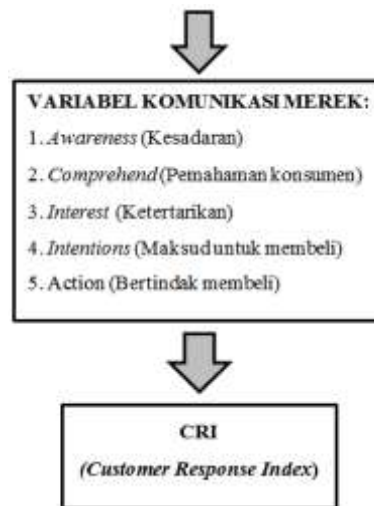 VARIABEL KOMUNIKASI MEREK:
1. Awareness (Kesadaran)
2. Comprehend (Pemahaman konsumen)
3. Interest (Ketertarikan)
4. Intentions (Maksud untuk membeli)
5. Action (Bertindak membeli)
CRI
(Customer Response Index)